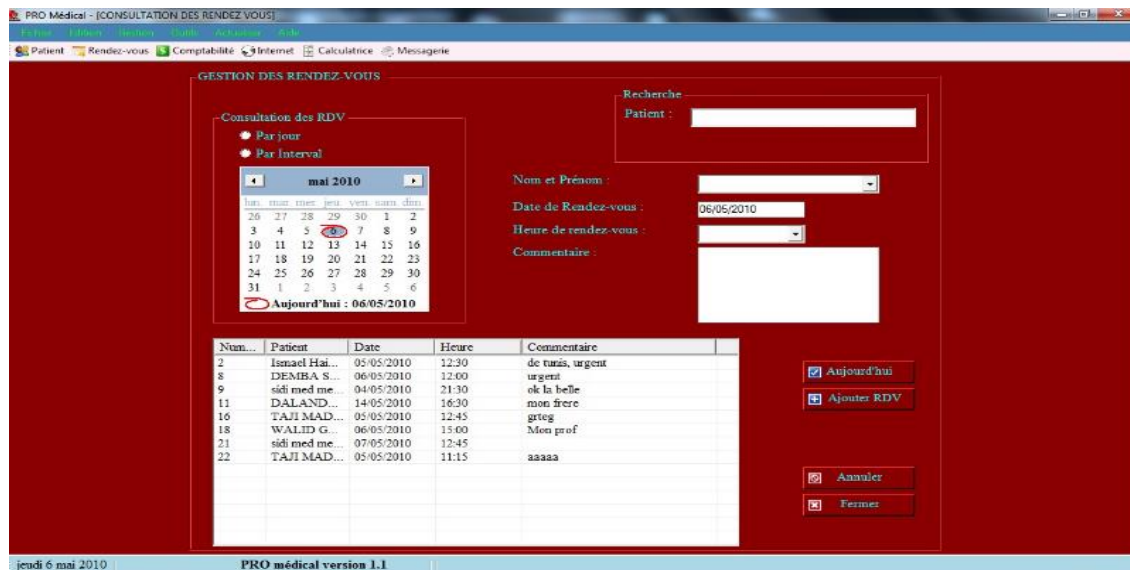 PRO Médical - [CONSULTATION DES RENDEZ VOUS]
Fichier Edition Gestion Outils Actualiser Aide
Patient Rendez-vous Comptabilité Internet Calculatrice Messagerie
GESTION DES RENDEZ-VOUS
Recherche
Patient :
Consultation des RDV
Par jour
Par Interval
mai 2010
lun. mar. mer. jeu. ven. sam. dim.
26 27 28 29 30 1 2
3 4 5 6 7 8 9
10 11 12 13 14 15 16
17 18 19 20 21 22 23
24 25 26 27 28 29 30
31 1 2 3 4 5 6
Aujourd'hui : 06/05/2010
Nom et Prénom :
Date de Rendez-vous : 06/05/2010
Heure de rendez-vous :
Commentaire :
Num... Patient Date Heure Commentaire
2 Ismael Hai... 05/05/2010 12:30 de tunis, urgent
8 DEMBA S... 06/05/2010 12:00 urgent
9 sidi med me... 04/05/2010 21:30 ok la belle
11 DALAND... 14/05/2010 16:30 mon frere
16 TAJI MAD... 05/05/2010 12:45 grteg
18 WALID G... 06/05/2010 15:00 Mon prof
21 sidi med me... 07/05/2010 12:45
22 TAJI MAD... 05/05/2010 11:15 aaaaa
Aujourd'hui
Ajouter RDV
Annuler
Fermer
jeudi 6 mai 2010 PRO médical version 1.1